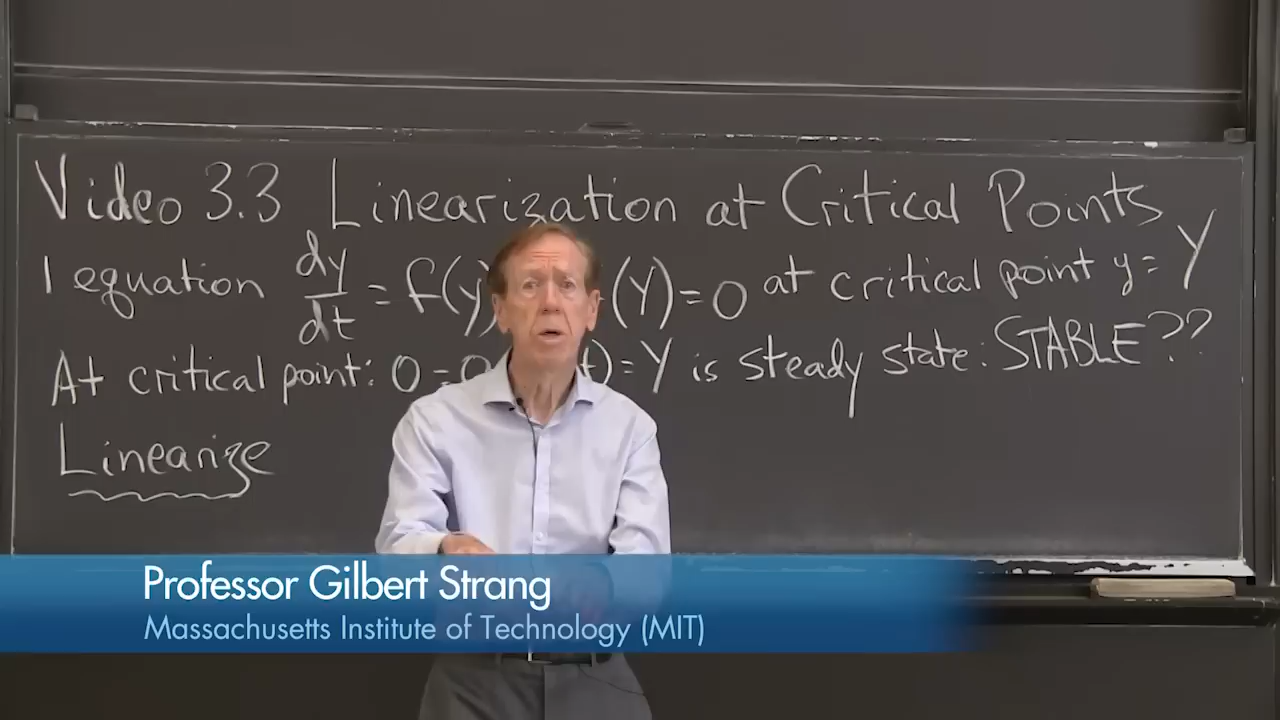 Video 3.3 Linearization at Critical Points
1 equation dy/dt = f(y) (Y)=0 at critical point y=Y
At critical point: 0=0 t)=Y is steady state: STABLE??
Linearize
Professor Gilbert Strang
Massachusetts Institute of Technology (MIT)